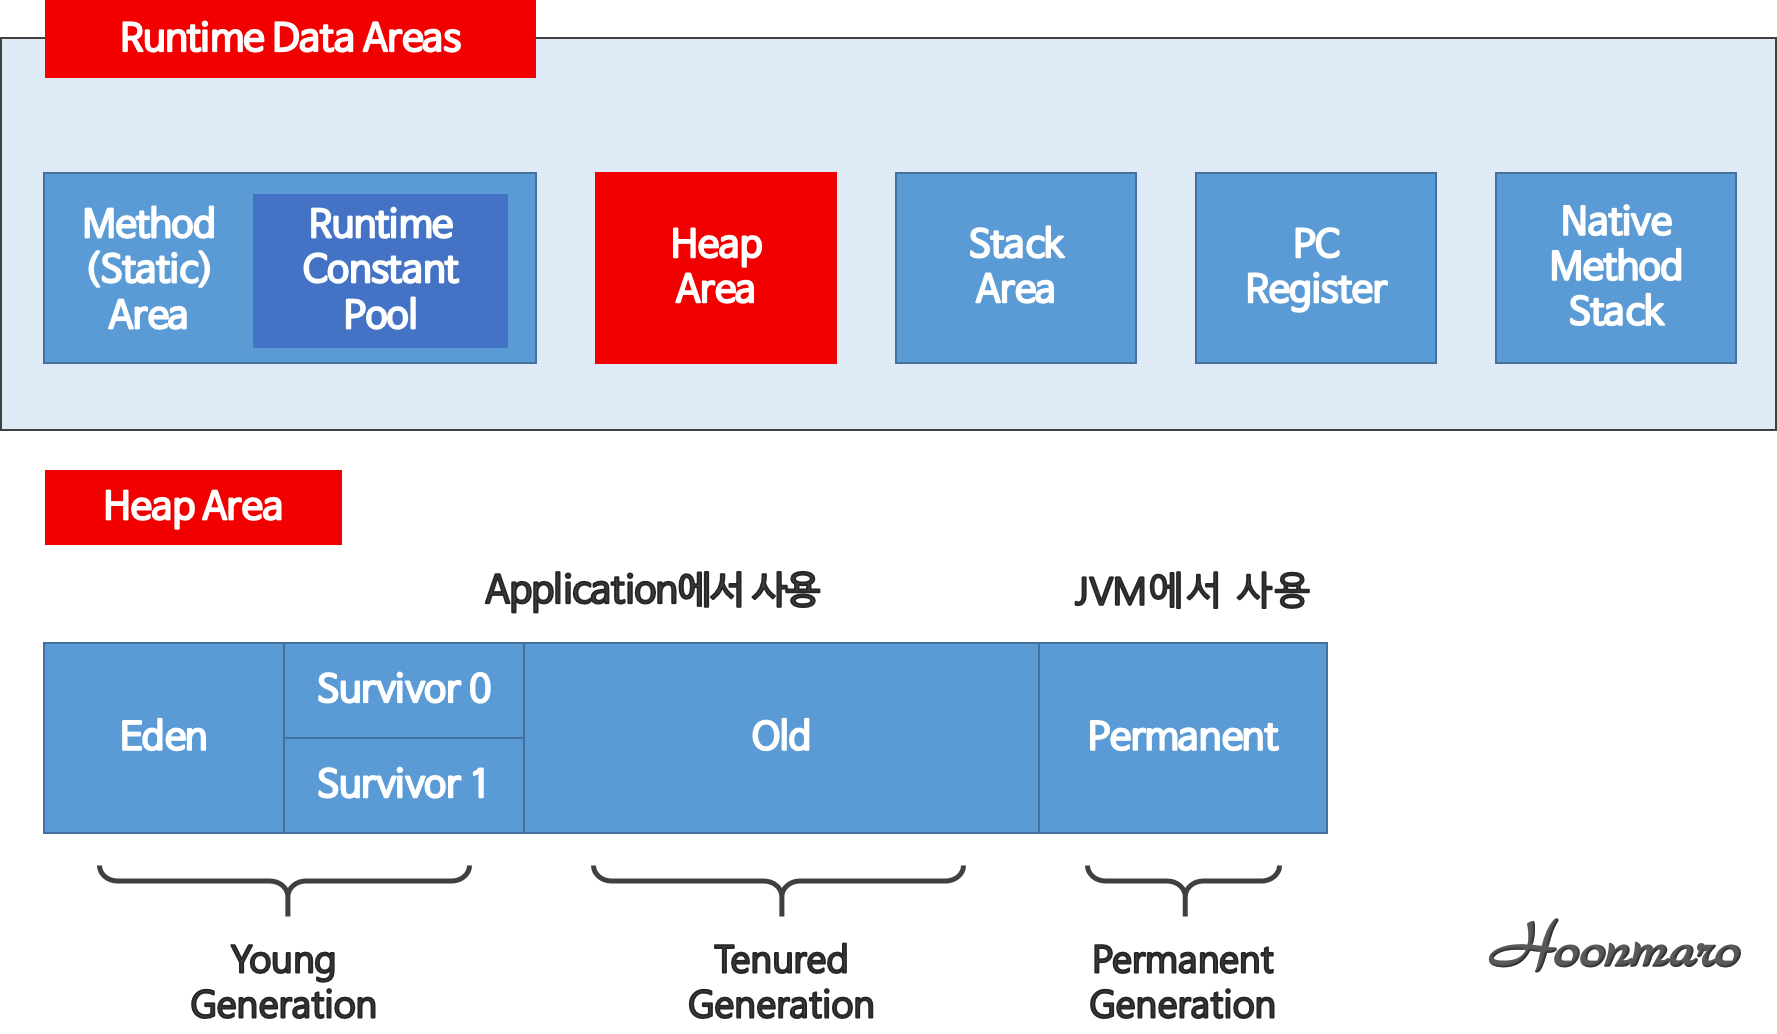 Runtime Data Areas
Method
(Static)
Area
Runtime
Constant
Pool
Heap
Area
Stack
Area
PC
Register
Native
Method
Stack
Heap Area
Application에서 사용
JVM에서 사용
Eden
Survivor 0
Survivor 1
Old
Permanent
Young
Generation
Tenured
Generation
Permanent
Generation
Hoonmaro